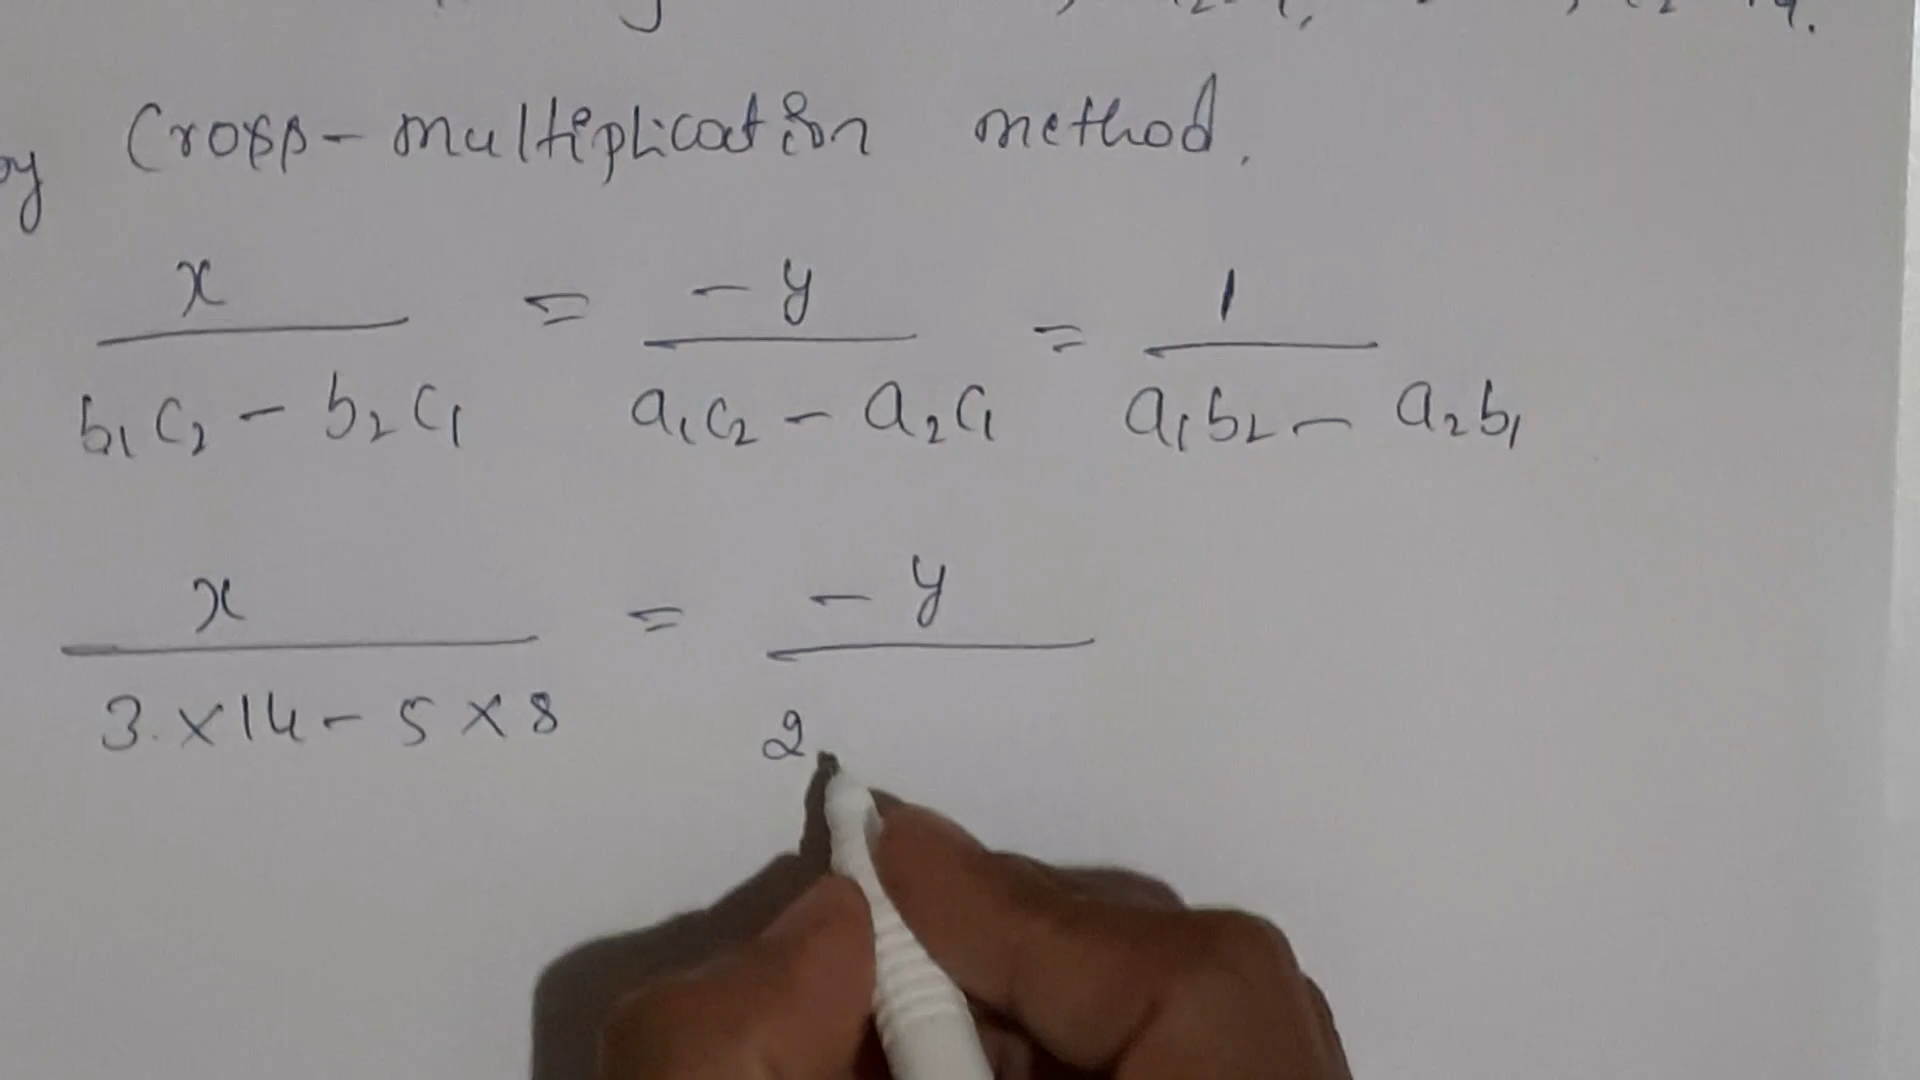 by Cross-multiplication method.
x / b₁c₂ - b₂c₁ = -y / a₁c₂ - a₂c₁ = 1 / a₁b₂ - a₂b₁
x / 3.×14 - 5×8 = -y / 2